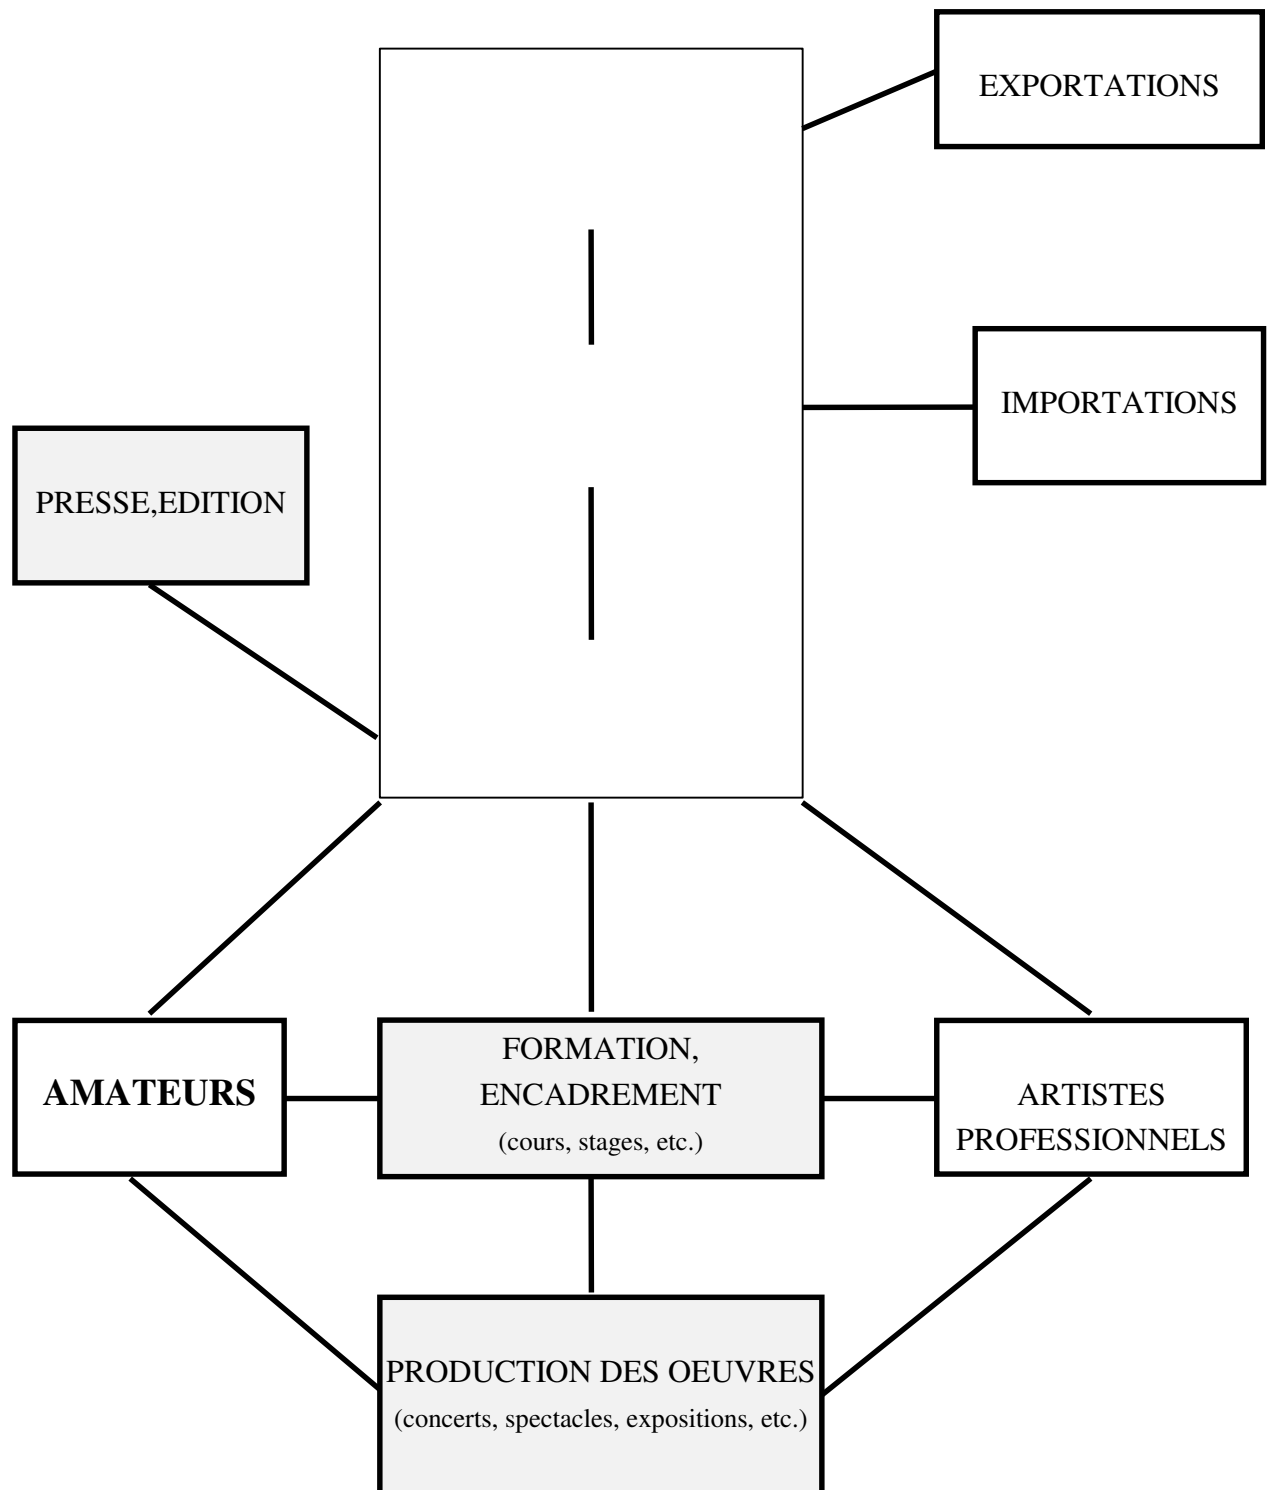 EXPORTATIONS
IMPORTATIONS
PRESSE,EDITION
AMATEURS
FORMATION,
ENCADREMENT
(cours, stages, etc.)
ARTISTES
PROFESSIONNELS
PRODUCTION DES OEUVRES
(concerts, spectacles, expositions, etc.)